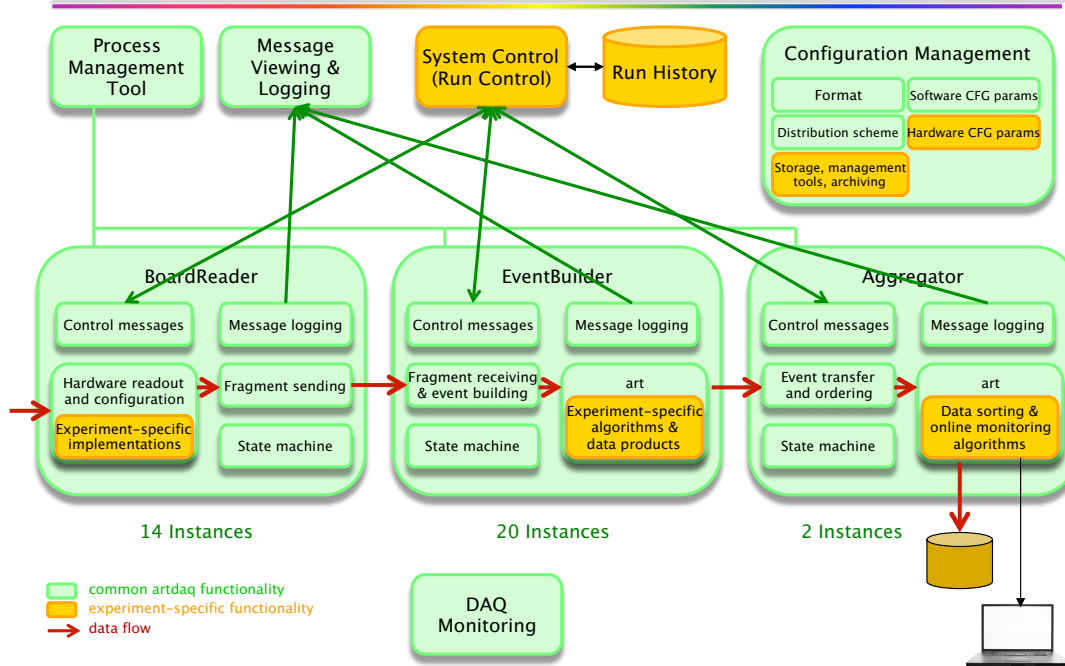 Process
Management
Tool
Message
Viewing &
Logging
System Control
(Run Control)
Run History
Configuration Management
Format
Software CFG params
Distribution scheme
Hardware CFG params
Storage, management
tools, archiving
BoardReader
Control messages
Message logging
Hardware readout
and configuration
Experiment-specific
implementations
Fragment sending
State machine
14 Instances
EventBuilder
Control messages
Message logging
Fragment receiving
& event building
State machine
art
Experiment-specific
algorithms &
data products
20 Instances
Aggregator
Control messages
Message logging
Event transfer
and ordering
State machine
art
Data sorting &
online monitoring
algorithms
2 Instances
common artdaq functionality
experiment-specific functionality
data flow
DAQ
Monitoring